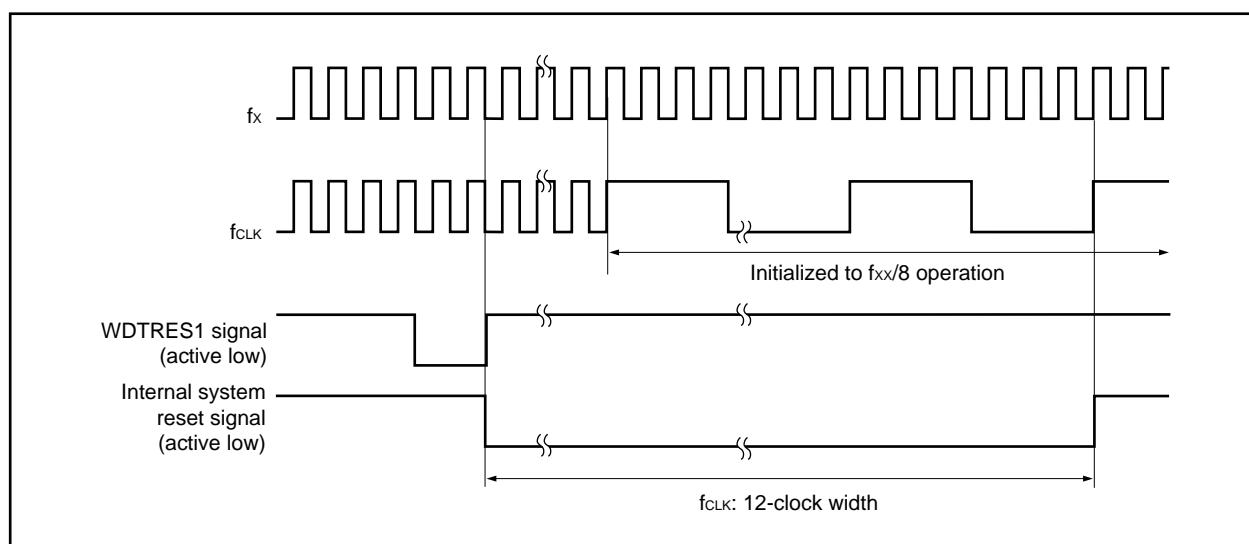 fX
fCLK
Initialized to fXX/8 operation
WDTRES1 signal
(active low)
Internal system
reset signal
(active low)
fCLK: 12-clock width